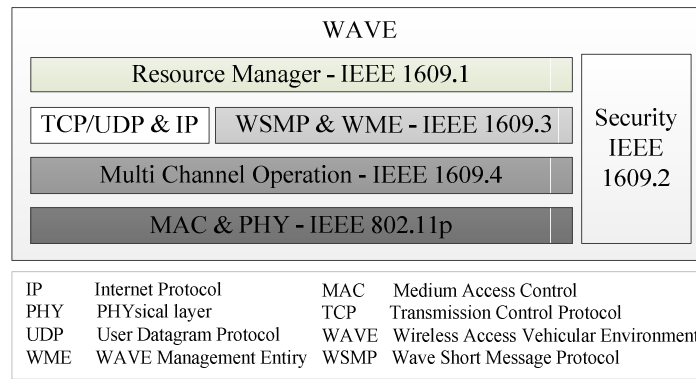 WAVE
Resource Manager - IEEE 1609.1
TCP/UDP & IP
WSMP & WME - IEEE 1609.3
Multi Channel Operation - IEEE 1609.4
MAC & PHY - IEEE 802.11p
Security
IEEE
1609.2
IP Internet Protocol
PHY PHYsical layer
UDP User Datagram Protocol
WME WAVE Management Entiry
MAC Medium Access Control
TCP Transmission Control Protocol
WAVE Wireless Access Vehicular Environment
WSMP Wave Short Message Protocol